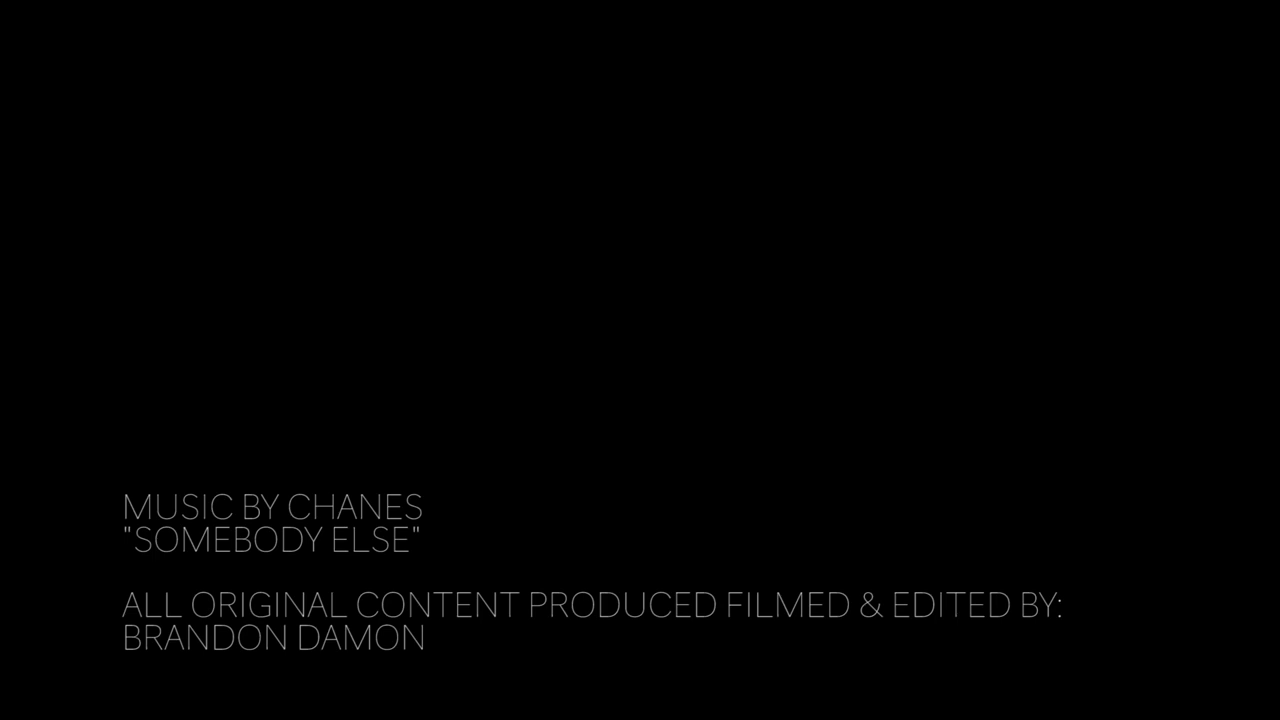 MUSIC BY CHANES
"SOMEBODY ELSE"
ALL ORIGINAL CONTENT PRODUCED FILMED & EDITED BY:
BRANDON DAMON